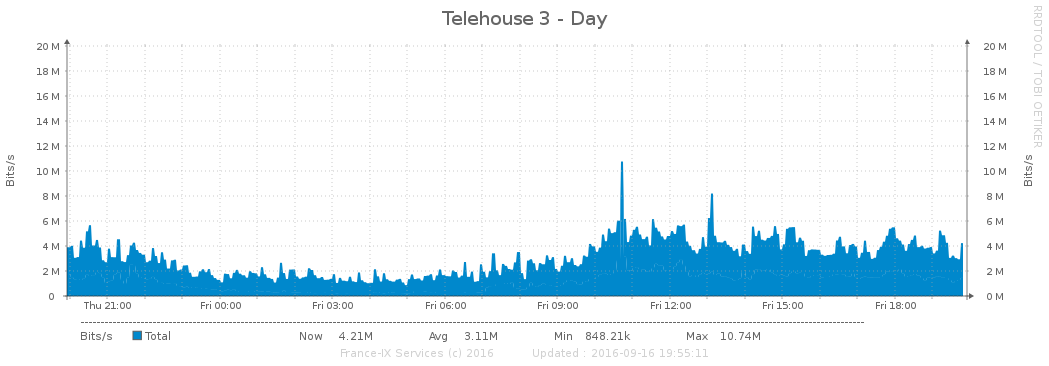 Telehouse 3 - Day
RRDTOOL / TOBI OETIKER
20 M 20 M
18 M 18 M
16 M 16 M
14 M 14 M
12 M 12 M
10 M 10 M
8 M 8 M
6 M 6 M
4 M 4 M
2 M 2 M
0 0 M
Bits/s
Bits/s
Thu 21:00 Fri 00:00 Fri 03:00 Fri 06:00 Fri 09:00 Fri 12:00 Fri 15:00 Fri 18:00
Bits/s Total Now 4.21M Avg 3.11M Min 848.21k Max 10.74M
France-IX Services (c) 2016 Updated : 2016-09-16 19:55:11